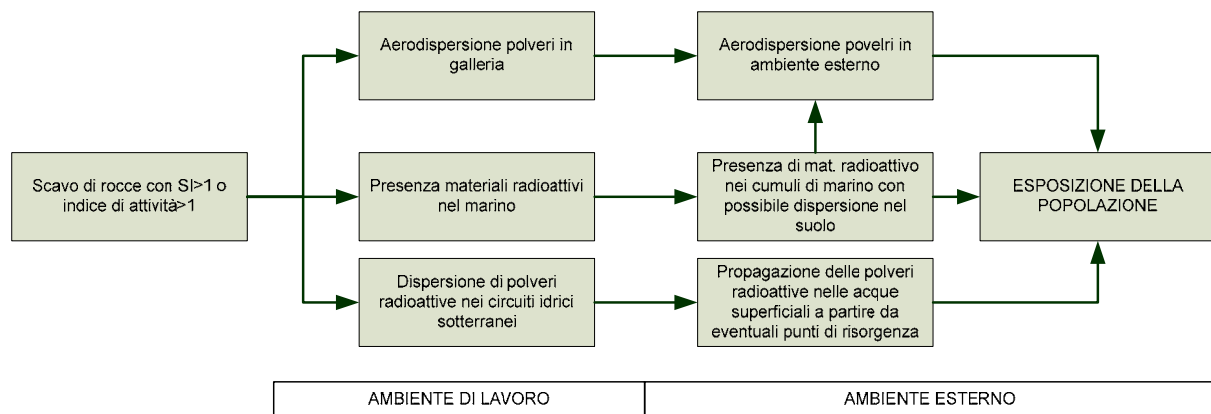 Aerodispersione polveri in
galleria
Aerodispersione povelri in
ambiente esterno
Scavo di rocce con SI>1 o
indice di attività>1
Presenza materiali radioattivi
nel marino
Presenza di mat. radioattivo
nei cumuli di marino con
possibile dispersione nel
suolo
ESPOSIZIONE DELLA
POPOLAZIONE
Dispersione di polveri
radioattive nei circuiti idrici
sotterranei
Propagazione delle polveri
radioattive nelle acque
superficiali a partire da
eventuali punti di risorgenza
AMBIENTE DI LAVORO
AMBIENTE ESTERNO